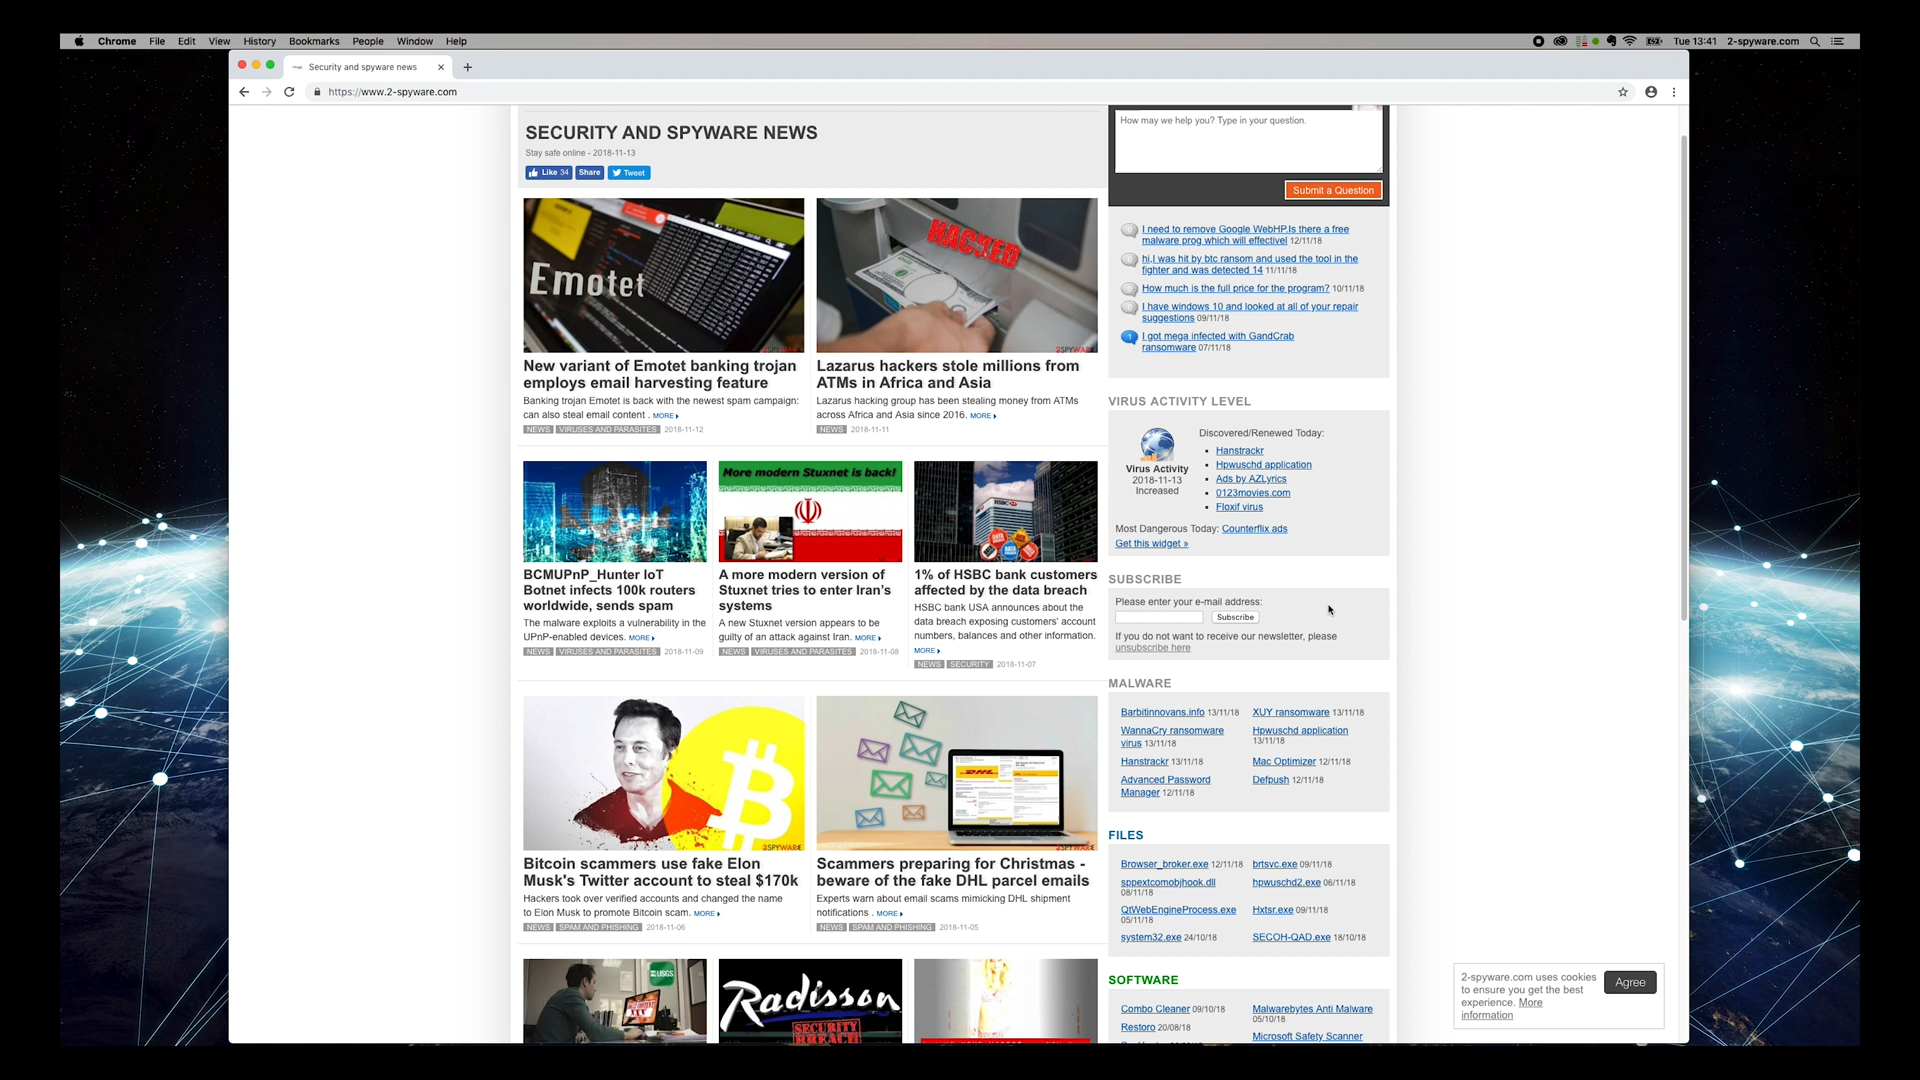 Chrome File Edit View History Bookmarks People Window Help
Tue 13:41 2-spyware.com
Security and spyware news
https://www.2-spyware.com
SECURITY AND SPYWARE NEWS
Stay safe online - 2018-11-13
Like 34 Share Tweet
Emotet
2SPYWARE
New variant of Emotet banking trojan
employs email harvesting feature
Banking trojan Emotet is back with the newest spam campaign:
can also steal email content . MORE
NEWS VIRUSES AND PARASITES 2018-11-12
HACKED
2SPYWARE
Lazarus hackers stole millions from
ATMs in Africa and Asia
Lazarus hacking group has been stealing money from ATMs
across Africa and Asia since 2016. MORE
NEWS 2018-11-11
BCMUPnP_Hunter IoT
Botnet infects 100k routers
worldwide, sends spam
The malware exploits a vulnerability in the
UPnP-enabled devices. MORE
NEWS VIRUSES AND PARASITES 2018-11-09
More modern Stuxnet is back!
A more modern version of
Stuxnet tries to enter Iran's
systems
A new Stuxnet version appears to be
guilty of an attack against Iran. MORE
NEWS VIRUSES AND PARASITES 2018-11-08
HSBC
1% of HSBC bank customers
affected by the data breach
HSBC bank USA announces about the
data breach exposing customers' account
numbers, balances and other information.
MORE
NEWS SECURITY 2018-11-07
2SPYWARE
Bitcoin scammers use fake Elon
Musk's Twitter account to steal $170k
Hackers took over verified accounts and changed the name
to Elon Musk to promote Bitcoin scam. MORE
NEWS SPAM AND PHISHING 2018-11-06
DHL
2SPYWARE
Scammers preparing for Christmas -
beware of the fake DHL parcel emails
Experts warn about email scams mimicking DHL shipment
notifications . MORE
NEWS SPAM AND PHISHING 2018-11-05
USGS
Radisson
SECURITY
BREACH
How may we help you? Type in your question.
Submit a Question
I need to remove Google WebHP.Is there a free
malware prog which will effectivel 12/11/18
hi,I was hit by btc ransom and used the tool in the
fighter and was detected 14 11/11/18
How much is the full price for the program? 10/11/18
I have windows 10 and looked at all of your repair
suggestions 09/11/18
1 I got mega infected with GandCrab
ransomware 07/11/18
VIRUS ACTIVITY LEVEL
Virus Activity
2018-11-13
Increased
Discovered/Renewed Today:
Hanstrackr
Hpwuschd application
Ads by AZLyrics
0123movies.com
Floxif virus
Most Dangerous Today: Counterflix ads
Get this widget »
SUBSCRIBE
Please enter your e-mail address:
Subscribe
If you do not want to receive our newsletter, please
unsubscribe here
MALWARE
Barbitinnovans.info 13/11/18 XUY ransomware 13/11/18
WannaCry ransomware
virus 13/11/18
Hpwuschd application
13/11/18
Hanstrackr 13/11/18 Mac Optimizer 12/11/18
Advanced Password
Manager 12/11/18
Defpush 12/11/18
FILES
Browser_broker.exe 12/11/18 brtsvc.exe 09/11/18
sppextcomobjhook.dll
08/11/18
hpwuschd2.exe 06/11/18
QtWebEngineProcess.exe
05/11/18
Hxtsr.exe 09/11/18
system32.exe 24/10/18 SECOH-QAD.exe 18/10/18
SOFTWARE
Combo Cleaner 09/10/18
Malwarebytes Anti Malware
05/10/18
Restoro 20/08/18
Microsoft Safety Scanner
2-spyware.com uses cookies
to ensure you get the best
experience. More
information
Agree